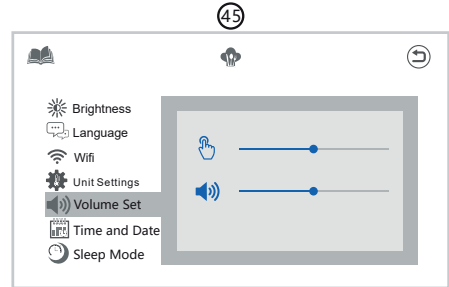 45
Brightness
Language
Wifi
Unit Settings
Volume Set
Time and Date
Sleep Mode